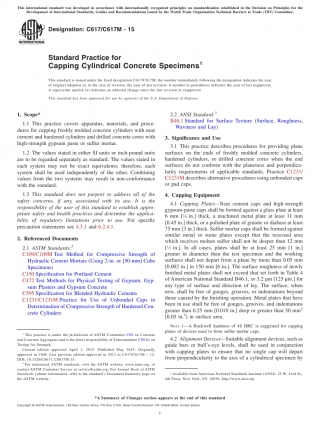 This international standard was developed in accordance with internationally recognized principles on standardization established in the Decision on Principles for the
Development of International Standards, Guides and Recommendations issued by the World Trade Organization Technical Barriers to Trade (TBT) Committee.
Designation: C617/C617M – 15
Standard Practice for
Capping Cylindrical Concrete Specimens¹
This standard is issued under the fixed designation C617/C617M; the number immediately following the designation indicates the year
of original adoption or, in the case of revision, the year of last revision. A number in parentheses indicates the year of last reapproval.
A superscript epsilon (ε) indicates an editorial change since the last revision or reapproval.
This standard has been approved for use by agencies of the U.S. Department of Defense.
1. Scope*
1.1 This practice covers apparatus, materials, and proce-
dures for capping freshly molded concrete cylinders with neat
cement and hardened cylinders and drilled concrete cores with
high-strength gypsum paste or sulfur mortar.
1.2 The values stated in either SI units or inch-pound units
are to be regarded separately as standard. The values stated in
each system may not be exact equivalents; therefore, each
system shall be used independently of the other. Combining
values from the two systems may result in non-conformance
with the standard.
1.3 This standard does not purport to address all of the
safety concerns, if any, associated with its use. It is the
responsibility of the user of this standard to establish appro-
priate safety and health practices and determine the applica-
bility of regulatory limitations prior to use. For specific
precaution statements see 4.3.1 and 6.2.4.1.
2. Referenced Documents
2.1 ASTM Standards:²
C109/C109M Test Method for Compressive Strength of
Hydraulic Cement Mortars (Using 2-in. or [50-mm] Cube
Specimens)
C150 Specification for Portland Cement
C472 Test Methods for Physical Testing of Gypsum, Gyp-
sum Plasters and Gypsum Concrete
C595 Specification for Blended Hydraulic Cements
C1231/C1231M Practice for Use of Unbonded Caps in
Determination of Compressive Strength of Hardened Con-
crete Cylinders
¹ This practice is under the jurisdiction of ASTM Committee C09 on Concrete
and Concrete Aggregates and is the direct responsibility of Subcommittee C09.61 on
Testing for Strength.
Current edition approved
originally
approved in 1968. Last previous edition approved in 2012 as C617/C617M – 12.
DOI: 10.1520/C0617_C0617M-15.
² For referenced ASTM standards, visit the ASTM website, www.astm.org, or
contact ASTM Customer Service at service@astm.org. For Annual Book of ASTM
Standards volume information, refer to the standard's Document Summary page on
the ASTM website.
2.2 ANSI Standard:³
B46.1 Standard for Surface Texture (Surface, Roughness,
Waviness and Lay)
3. Significance and Use
3.1 This practice describes procedures for providing plane
surfaces on the ends of freshly molded concrete cylinders,
hardened cylinders, or drilled concrete cores when the end
surfaces do not conform with the planeness and perpendicu-
larity requirements of applicable standards. Practice C1231/
C1231M describes alternative procedures using unbonded caps
or pad caps.
4. Capping Equipment
4.1 Capping Plates—Neat cement caps and high-strength
gypsum-paste caps shall be formed against a glass plate at least
6 mm [¼ in.] thick, a machined metal plate at least 11 mm
[0.45 in.] thick, or a polished plate of granite or diabase at least
75 mm [3 in.] thick. Sulfur mortar caps shall be formed against
similar metal or stone plates except that the recessed area
which receives molten sulfur shall not be deeper than 12 mm
[½ in.]. In all cases, plates shall be at least 25 mm [1 in.]
greater in diameter than the test specimen and the working
surfaces shall not depart from a plane by more than 0.05 mm
[0.002 in.] in 150 mm [6 in.]. The surface roughness of newly
finished metal plates shall not exceed that set forth in Table 4
of American National Standard B46.1, or 3.2 μm [125 μin.] for
any type of surface and direction of lay. The surface, when
new, shall be free of gouges, grooves, or indentations beyond
those caused by the finishing operation. Metal plates that have
been in use shall be free of gouges, grooves, and indentations
greater than 0.25 mm [0.010 in.] deep or greater than 30 mm²
[0.05 in.²] in surface area.
NOTE 1—A Rockwell hardness of 48 HRC is suggested for capping
plates of devices used to form sulfur mortar caps.
4.2 Alignment Devices—Suitable alignment devices, such as
guide bars or bull's-eye levels, shall be used in conjunction
with capping plates to ensure that no single cap will depart
from perpendicularity to the axis of a cylindrical specimen by
³ Available from American National Standards Institute (ANSI), 25 W. 43rd St.,
4th Floor, New York, NY 10036, http://www.ansi.org.
*A Summary of Changes section appears at the end of this standard
1